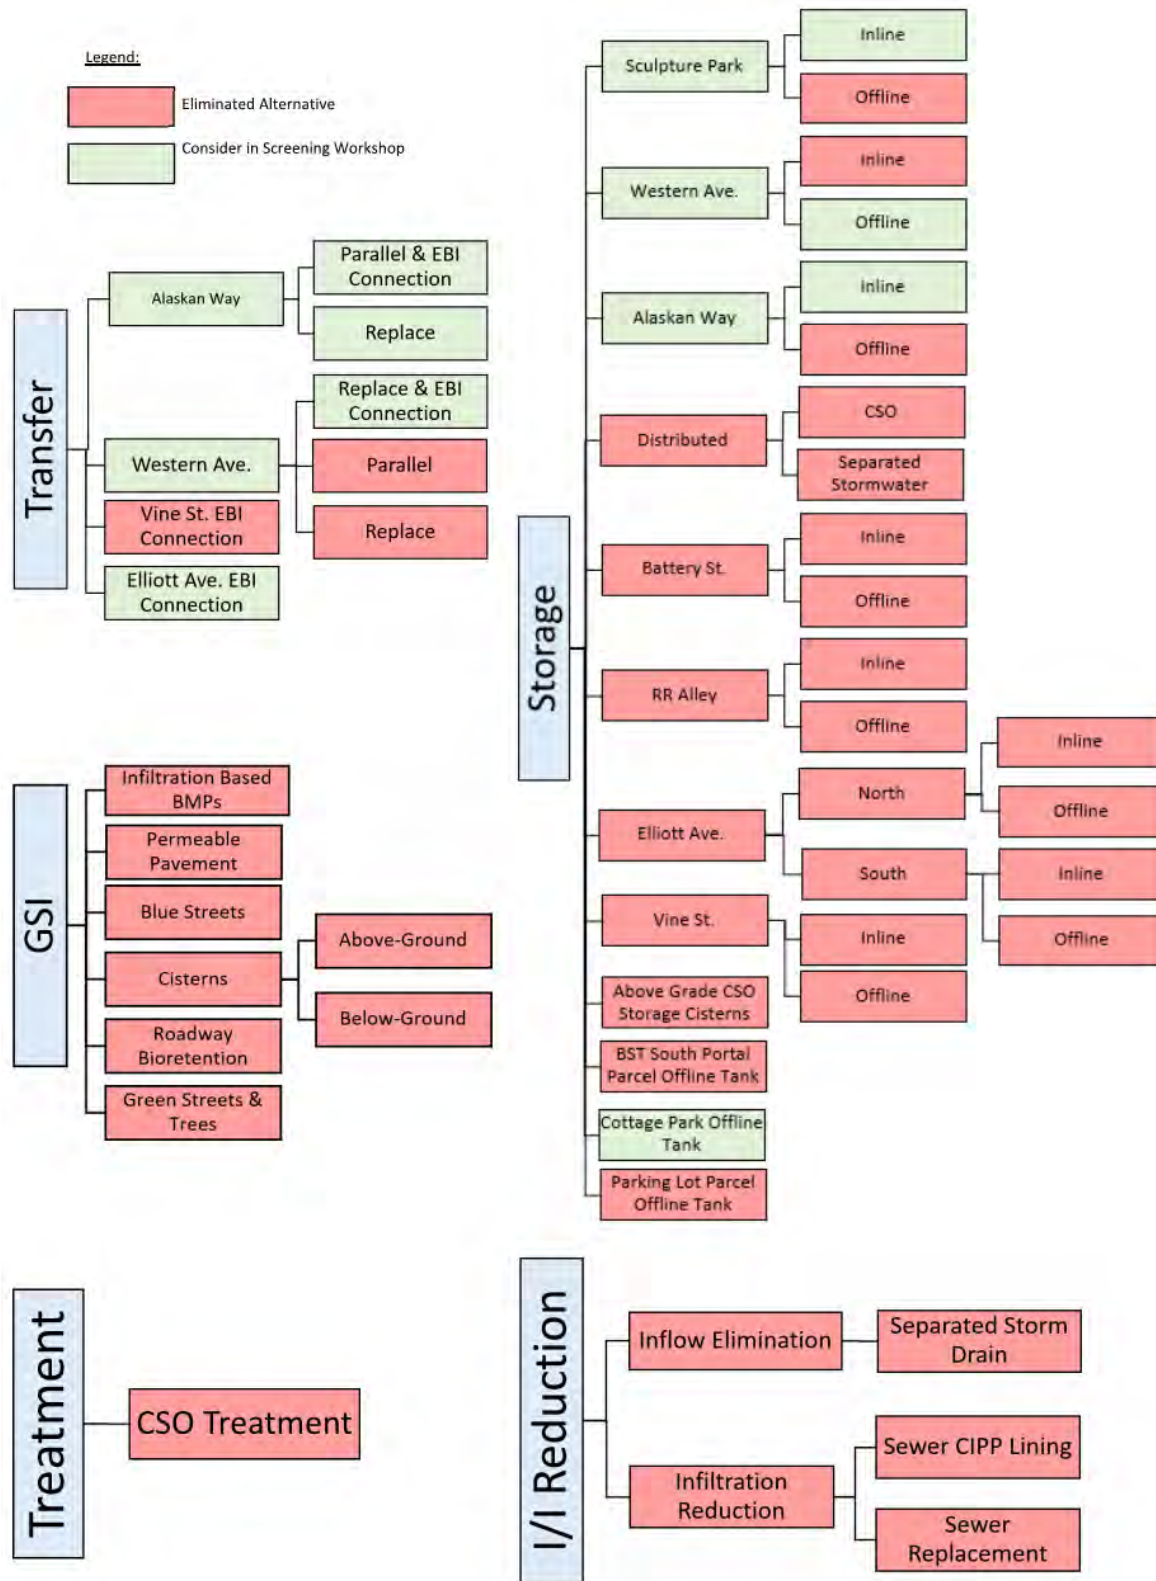 Legend:
Eliminated Alternative
Consider in Screening Workshop
Transfer
Alaskan Way
Parallel & EBI
Connection
Replace
Western Ave.
Replace & EBI
Connection
Parallel
Replace
Vine St. EBI
Connection
Elliott Ave. EBI
Connection
GSI
Infiltration Based
BMPs
Permeable
Pavement
Blue Streets
Cisterns
Above-Ground
Below-Ground
Roadway
Bioretention
Green Streets &
Trees
Storage
Sculpture Park
Inline
Offline
Western Ave.
Inline
Offline
Alaskan Way
Inline
Offline
Distributed
CSO
Separated
Stormwater
Battery St.
Inline
Offline
RR Alley
Inline
Offline
Elliott Ave.
North
Inline
Offline
South
Inline
Offline
Vine St.
Inline
Offline
Above Grade CSO
Storage Cisterns
BST South Portal
Parcel Offline Tank
Cottage Park Offline
Tank
Parking Lot Parcel
Offline Tank
Treatment
CSO Treatment
I/I Reduction
Inflow Elimination
Separated Storm
Drain
Infiltration
Reduction
Sewer CIPP Lining
Sewer
Replacement